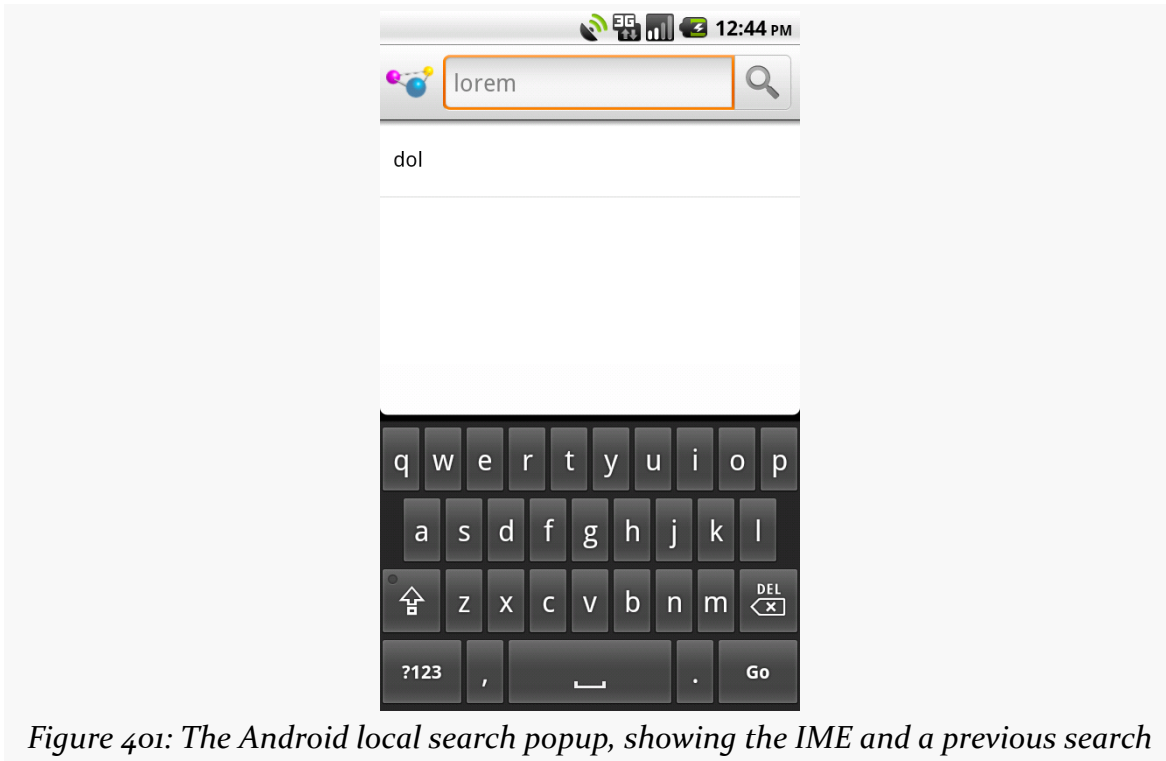 3G 12:44 PM
lorem
dol
q w e r t y u i o p
a s d f g h j k l
z x c v b n m DEL
?123 , . Go
Figure 401: The Android local search popup, showing the IME and a previous search